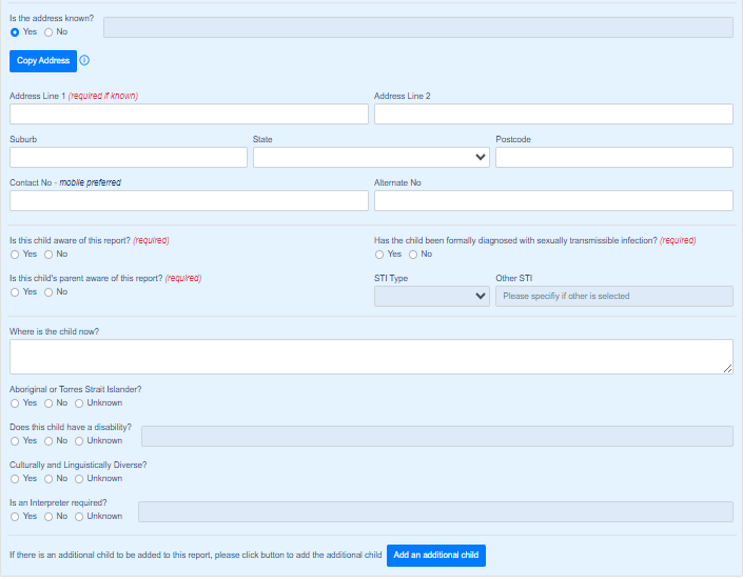 Is the address known?
Yes No
Copy Address
Address Line 1 (required if known) Address Line 2
Suburb State Postcode
Contact No - mobile preferred Alternate No
Is this child aware of this report? (required) Has the child been formally diagnosed with sexually transmissible infection? (required)
Yes No Yes No
Is this child's parent aware of this report? (required) STI Type Other STI
Yes No Please specifiy if other is selected
Where is the child now?
Aboriginal or Torres Strait Islander?
Yes No Unknown
Does this child have a disability?
Yes No Unknown
Culturally and Linguistically Diverse?
Yes No Unknown
Is an Interpreter required?
Yes No Unknown
If there is an additional child to be added to this report, please click button to add the additional child Add an additional child